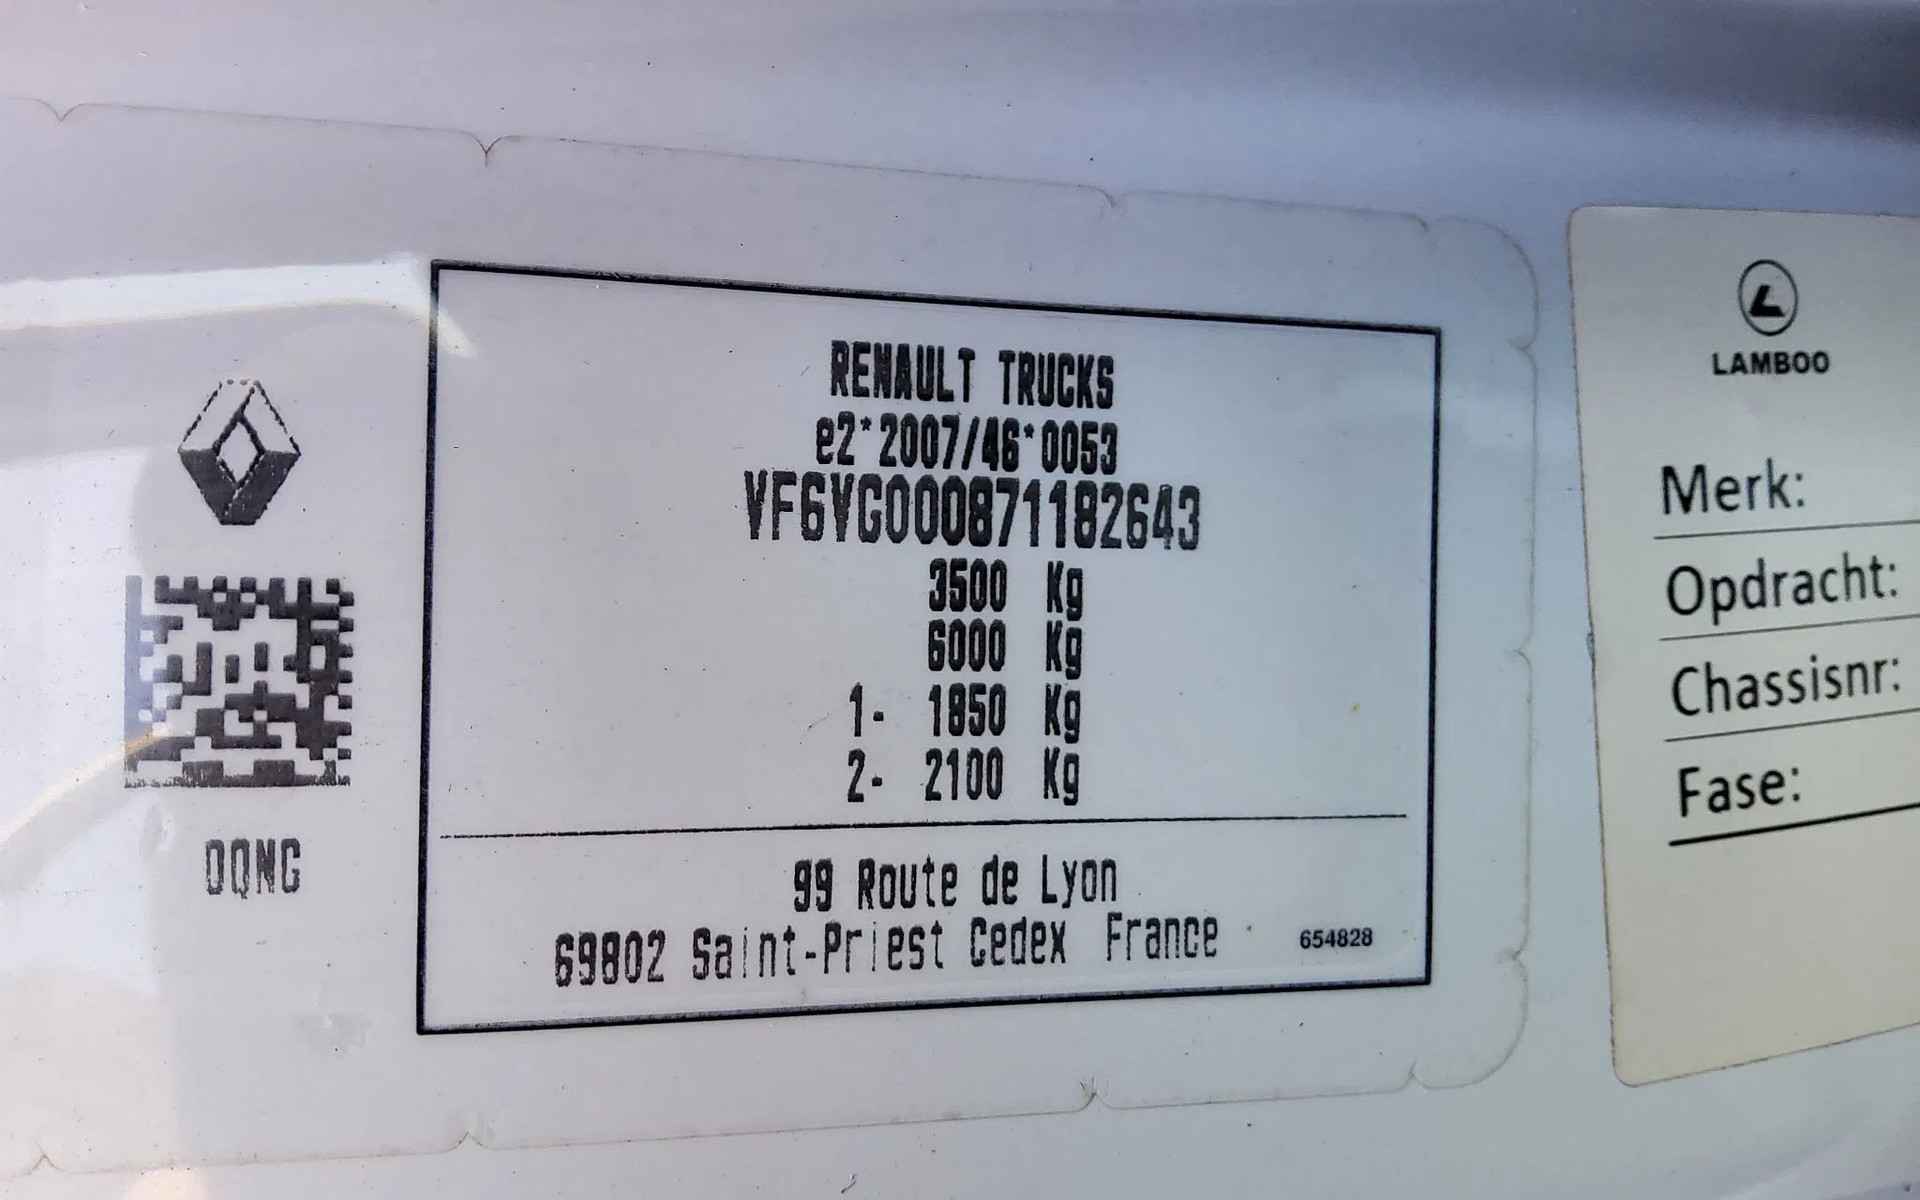 RENAULT TRUCKS
e2*2007/46*0053
VF6VG000871182643
3500 Kg
6000 Kg
1- 1850 Kg
2- 2100 Kg
99 Route de Lyon
69802 Saint-Priest Cedex France
654828
DQNG
LAMBOO
Merk:
Opdracht:
Chassisnr:
Fase: